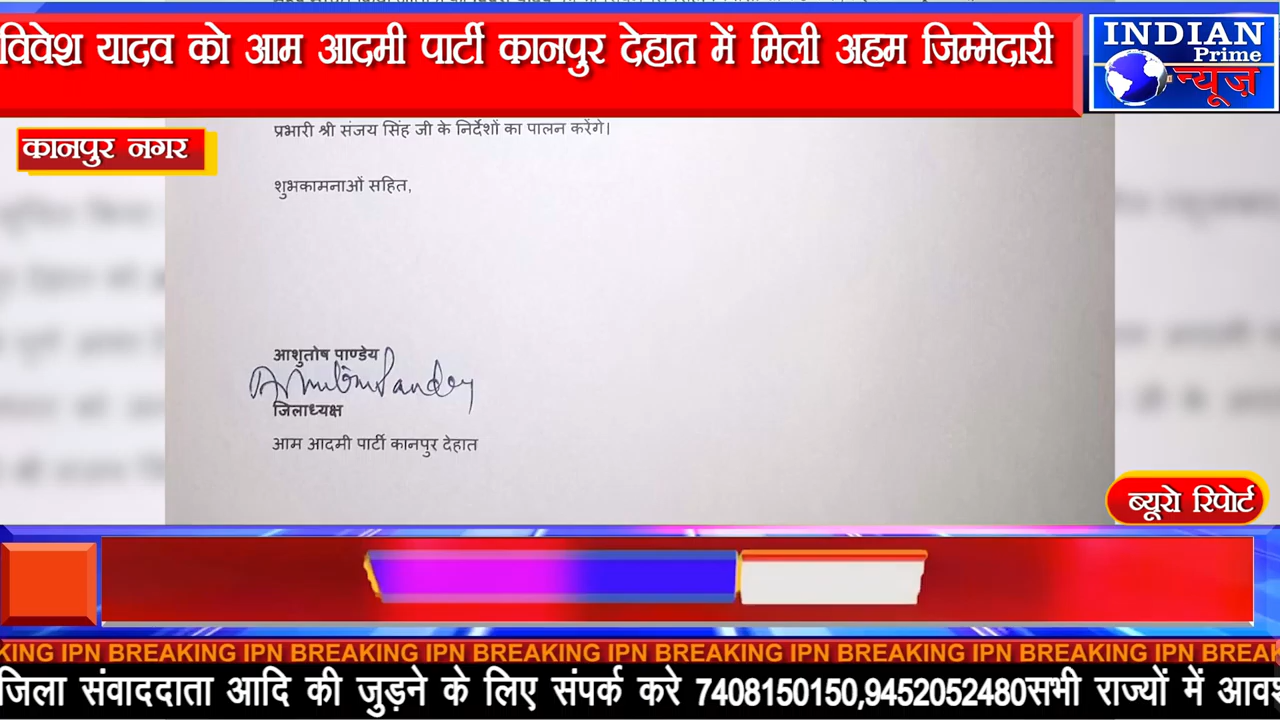 विवेश यादव को आम आदमी पार्टी कानपुर देहात में मिली अहम जिम्मेदारी
INDIAN
Prime
न्यूज़
कानपुर नगर
प्रभारी श्री संजय सिंह जी के निर्देशों का पालन करेंगे।
शुभकामनाओं सहित,
आशुतोष पाण्डेय
जिलाध्यक्ष
आम आदमी पार्टी कानपुर देहात
ब्यूरो रिपोर्ट
KING IPN BREAKING IPN BREAKING IPN BREAKING IPN BREAKING IPN BREAKING IPN BREAKING IPN BREAK
जिला संवाददाता आदि की जुड़ने के लिए संपर्क करे 7408150150,9452052480सभी राज्यों में